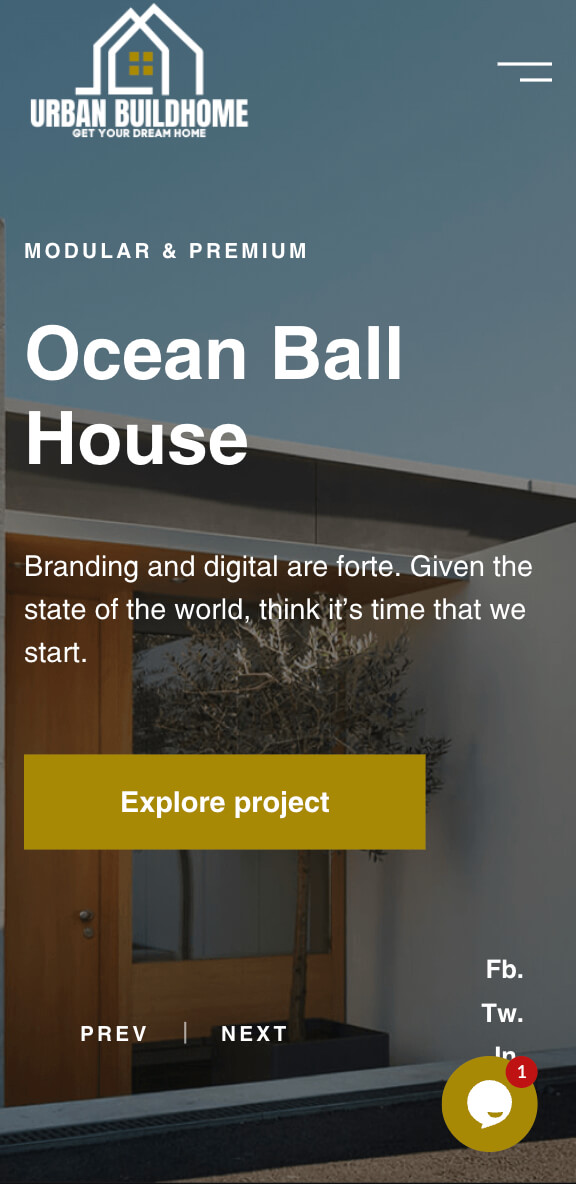 URBAN BUILDHOME
GET YOUR DREAM HOME
MODULAR & PREMIUM
Ocean Ball
House
Branding and digital are forte. Given the
state of the world, think it’s time that we
start.
Explore project
Fb.
Tw.
PREV | NEXT
1